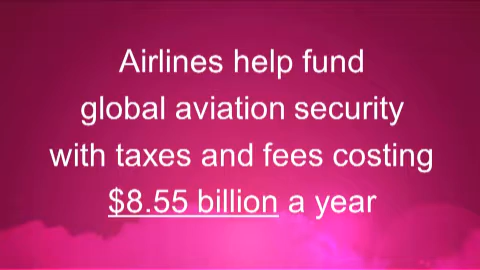 Airlines help fund
global aviation security
with taxes and fees costing
$8.55 billion a year